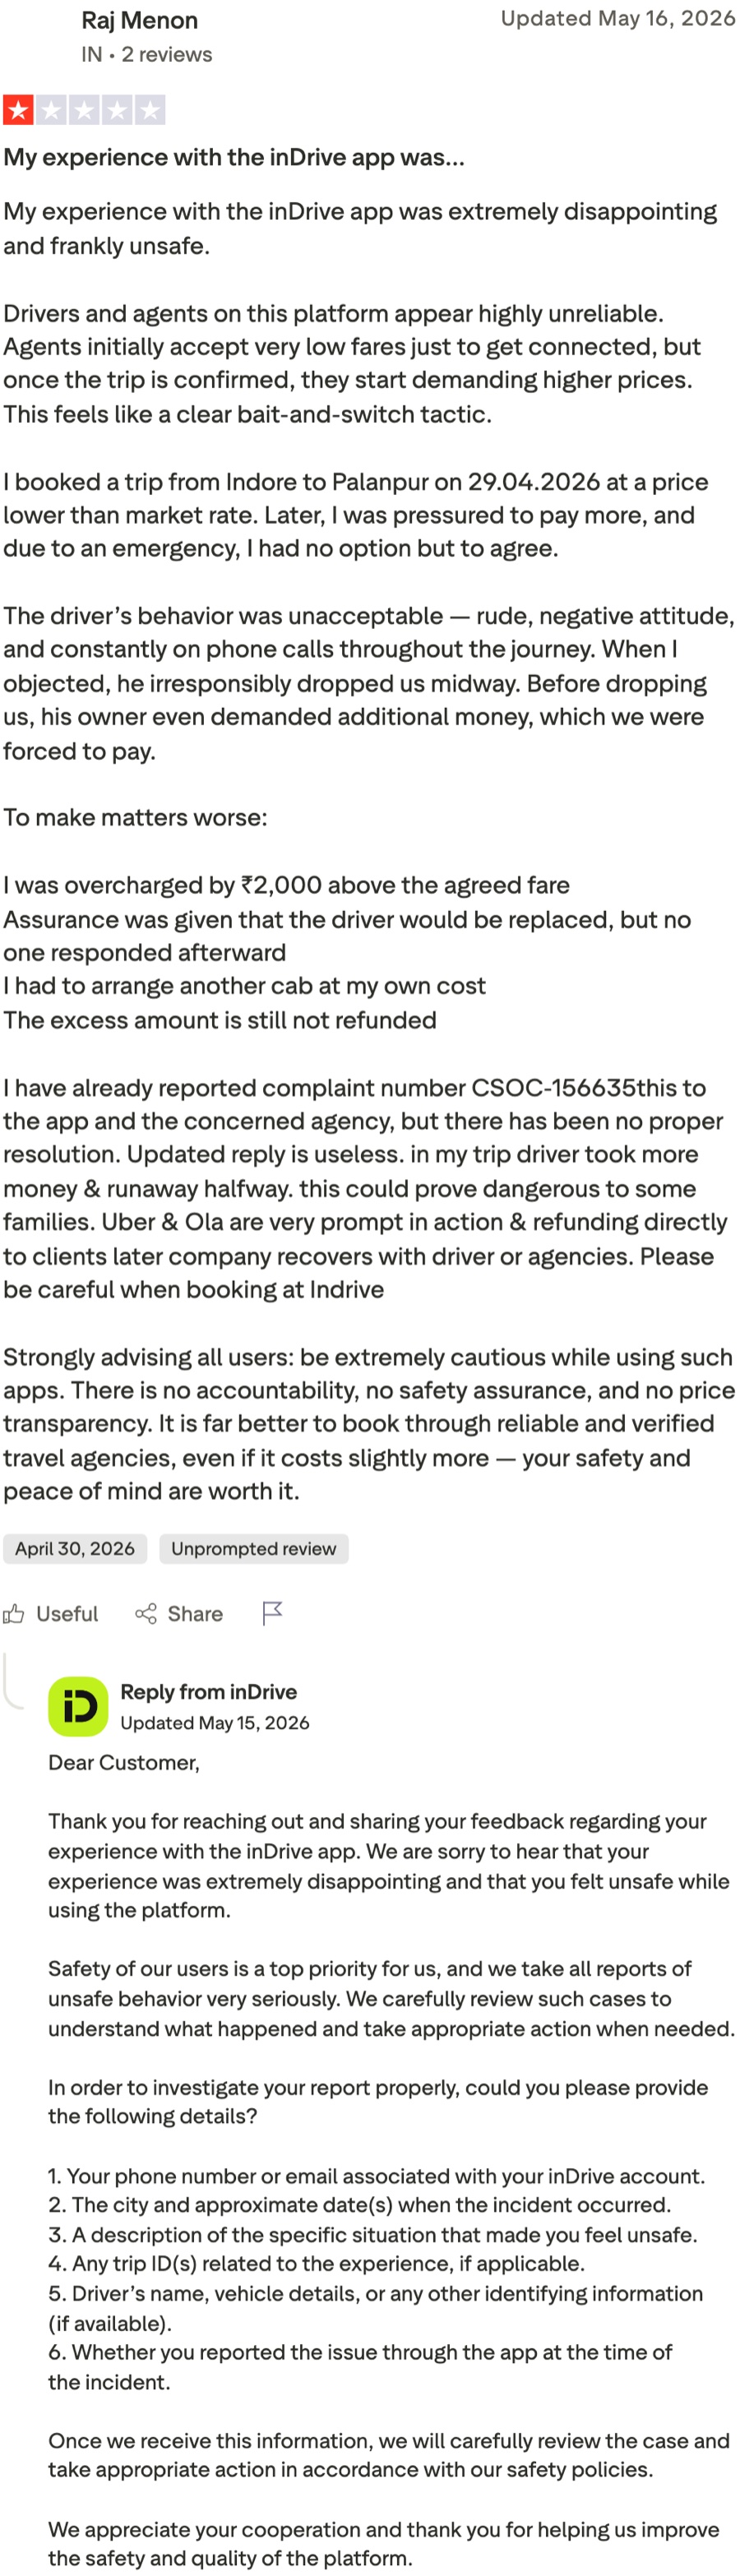 Raj Menon
Updated May 16, 2026
IN • 2 reviews
My experience with the inDrive app was...
My experience with the inDrive app was extremely disappointing
and frankly unsafe.
Drivers and agents on this platform appear highly unreliable.
Agents initially accept very low fares just to get connected, but
once the trip is confirmed, they start demanding higher prices.
This feels like a clear bait-and-switch tactic.
I booked a trip from Indore to Palanpur on 29.04.2026 at a price
lower than market rate. Later, I was pressured to pay more, and
due to an emergency, I had no option but to agree.
The driver’s behavior was unacceptable — rude, negative attitude,
and constantly on phone calls throughout the journey. When I
objected, he irresponsibly dropped us midway. Before dropping
us, his owner even demanded additional money, which we were
forced to pay.
To make matters worse:
I was overcharged by ₹2,000 above the agreed fare
Assurance was given that the driver would be replaced, but no
one responded afterward
I had to arrange another cab at my own cost
The excess amount is still not refunded
I have already reported complaint number CSOC-156635this to
the app and the concerned agency, but there has been no proper
resolution. Updated reply is useless. in my trip driver took more
money & runaway halfway. this could prove dangerous to some
families. Uber & Ola are very prompt in action & refunding directly
to clients later company recovers with driver or agencies. Please
be careful when booking at Indrive
Strongly advising all users: be extremely cautious while using such
apps. There is no accountability, no safety assurance, and no price
transparency. It is far better to book through reliable and verified
travel agencies, even if it costs slightly more — your safety and
peace of mind are worth it.
April 30, 2026
Unprompted review
Useful
Share
iD
Reply from inDrive
Updated May 15, 2026
Dear Customer,
Thank you for reaching out and sharing your feedback regarding your
experience with the inDrive app. We are sorry to hear that your
experience was extremely disappointing and that you felt unsafe while
using the platform.
Safety of our users is a top priority for us, and we take all reports of
unsafe behavior very seriously. We carefully review such cases to
understand what happened and take appropriate action when needed.
In order to investigate your report properly, could you please provide
the following details?
1. Your phone number or email associated with your inDrive account.
2. The city and approximate date(s) when the incident occurred.
3. A description of the specific situation that made you feel unsafe.
4. Any trip ID(s) related to the experience, if applicable.
5. Driver’s name, vehicle details, or any other identifying information
(if available).
6. Whether you reported the issue through the app at the time of
the incident.
Once we receive this information, we will carefully review the case and
take appropriate action in accordance with our safety policies.
We appreciate your cooperation and thank you for helping us improve
the safety and quality of the platform.